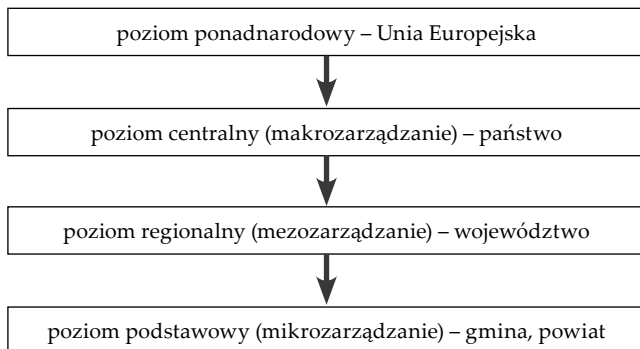 poziom ponadnarodowy – Unia Europejska
poziom centralny (makrozarządzanie) – państwo
poziom regionalny (mezozarządzanie) – województwo
poziom podstawowy (mikrozarządzanie) – gmina, powiat